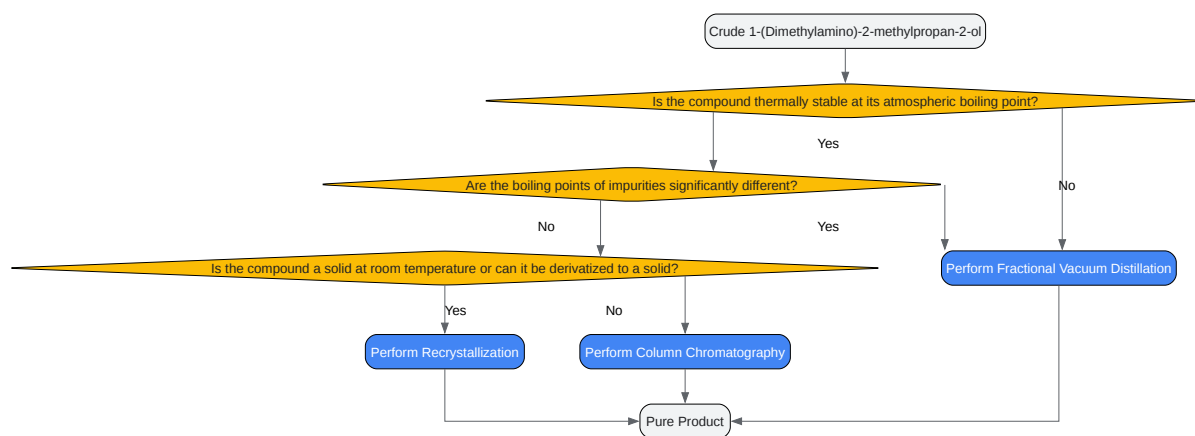 Crude 1-(Dimethylamino)-2-methylpropan-2-ol
Is the compound thermally stable at its atmospheric boiling point?
Yes
Are the boiling points of impurities significantly different?
No
No
Yes
Is the compound a solid at room temperature or can it be derivatized to a solid?
Perform Fractional Vacuum Distillation
Yes
No
Perform Recrystallization
Perform Column Chromatography
Pure Product